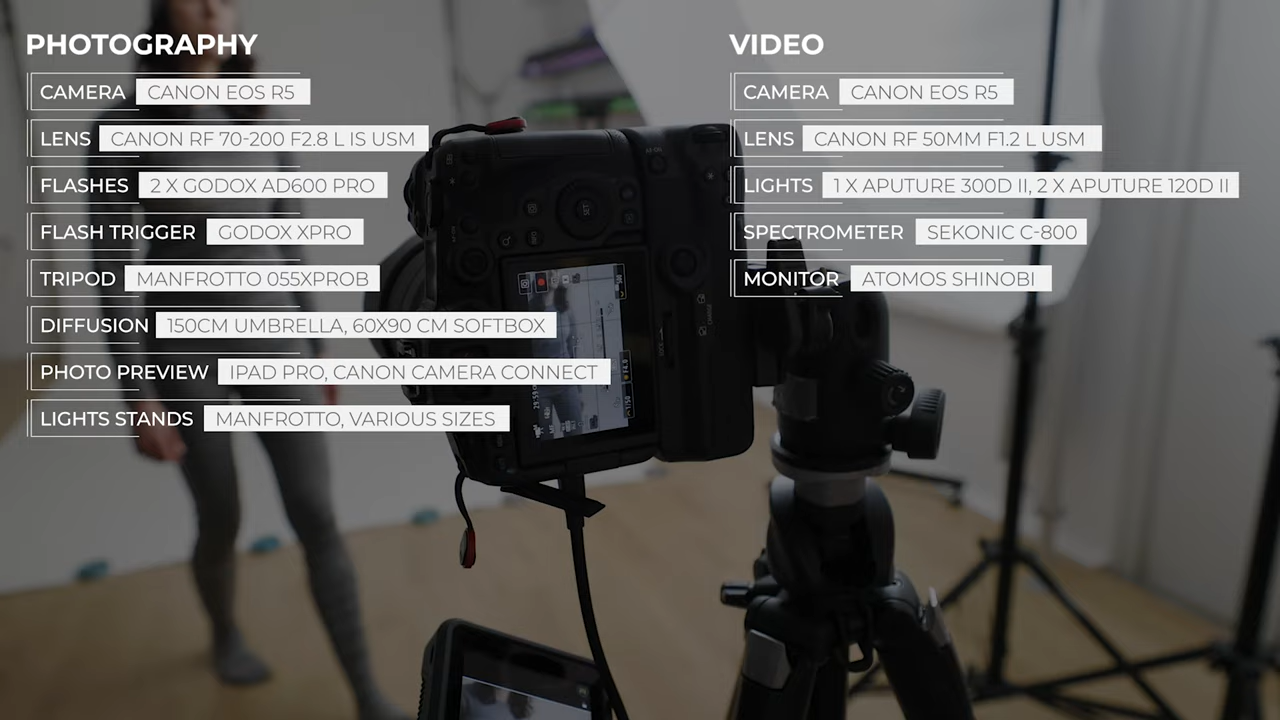 PHOTOGRAPHY
CAMERA CANON EOS R5
LENS CANON RF 70-200 F2.8 L IS USM
FLASHES 2 X GODOX AD600 PRO
FLASH TRIGGER GODOX XPRO
TRIPOD MANFROTTO 055XPROB
DIFFUSION 150CM UMBRELLA, 60X90 CM SOFTBOX
PHOTO PREVIEW IPAD PRO, CANON CAMERA CONNECT
LIGHTS STANDS MANFROTTO, VARIOUS SIZES
VIDEO
CAMERA CANON EOS R5
LENS CANON RF 50MM F1.2 L USM
LIGHTS 1 X APUTURE 300D II, 2 X APUTURE 120D II
SPECTROMETER SEKONIC C-800
MONITOR ATOMOS SHINOBI
SET